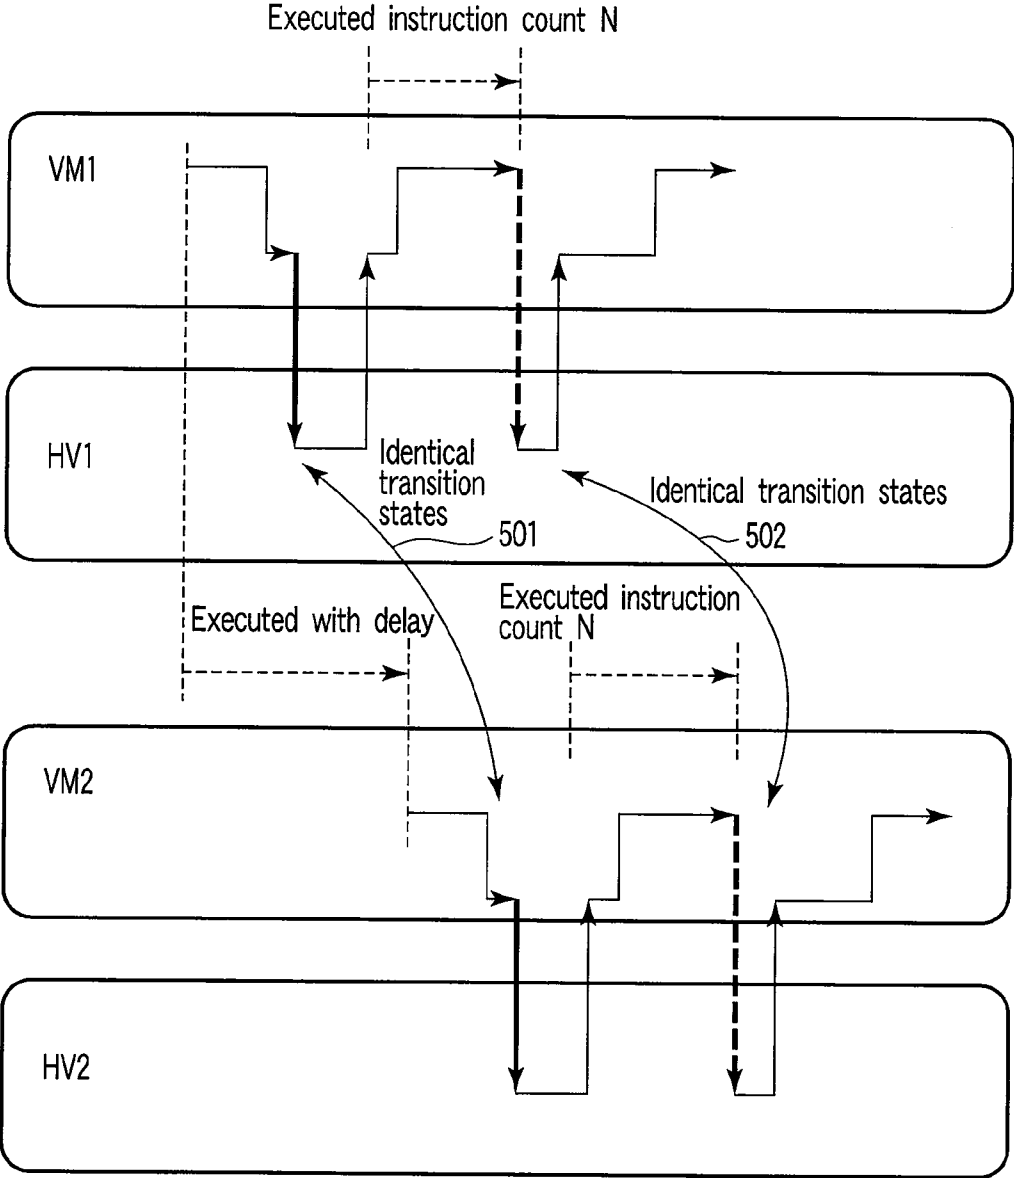 Executed instruction count N
VM1
HV1
Identical
transition
states
501
Identical transition states
502
Executed with delay
Executed instruction
count N
VM2
HV2